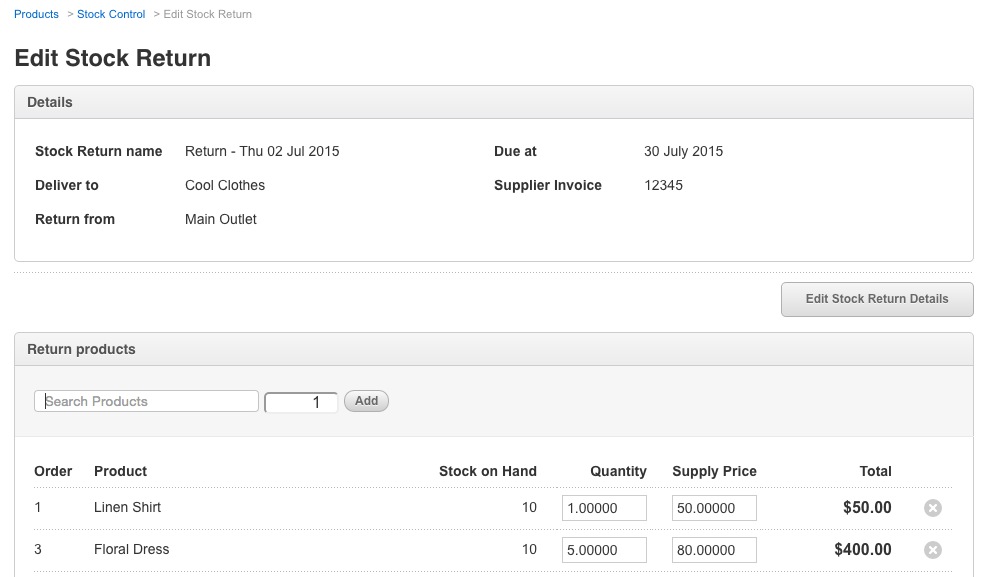 Products > Stock Control > Edit Stock Return
Edit Stock Return
Details
Stock Return name Return - Thu 02 Jul 2015 Due at 30 July 2015
Deliver to Cool Clothes Supplier Invoice 12345
Return from Main Outlet
Edit Stock Return Details
Return products
Search Products 1 Add
Order Product Stock on Hand Quantity Supply Price Total
1 Linen Shirt 10 1.00000 50.00000 $50.00
3 Floral Dress 10 5.00000 80.00000 $400.00